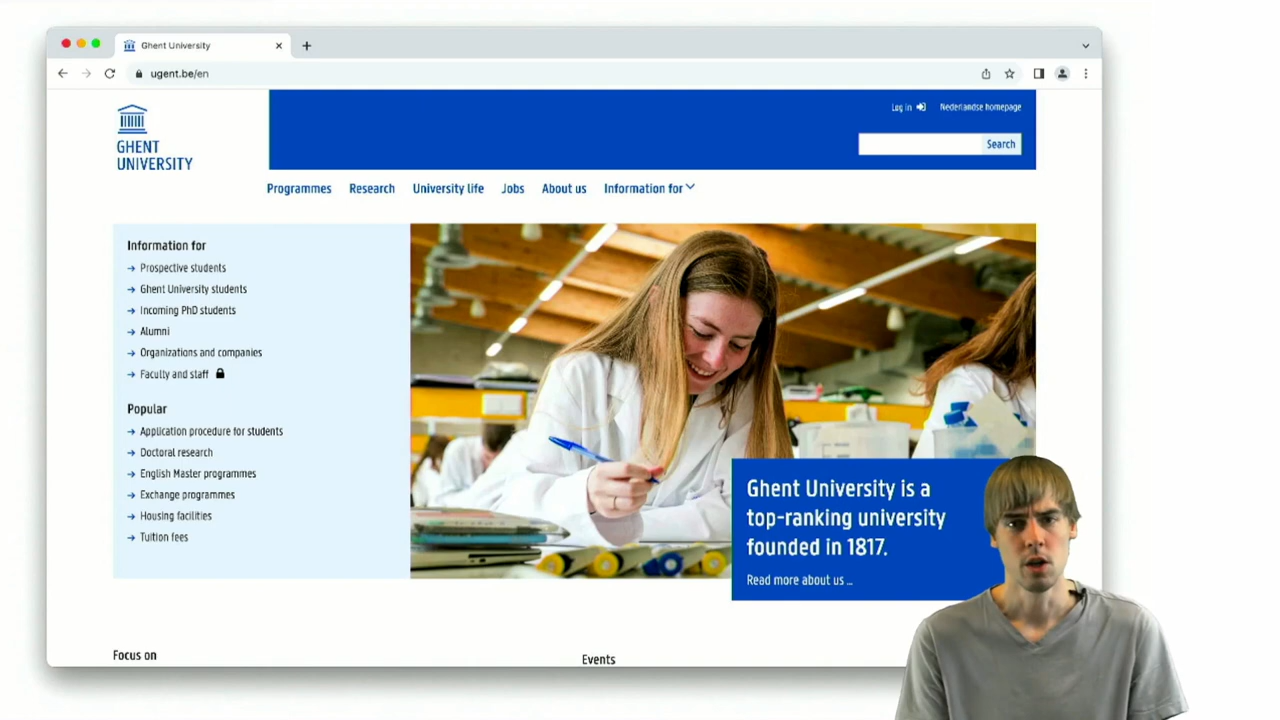 Ghent University
ugent.be/en
Log in
Nederlandse homepage
GHENT
UNIVERSITY
Search
Programmes
Research
University life
Jobs
About us
Information for
Information for
Prospective students
Ghent University students
Incoming PhD students
Alumni
Organizations and companies
Faculty and staff
Popular
Application procedure for students
Doctoral research
English Master programmes
Exchange programmes
Housing facilities
Tuition fees
Ghent University is a
top-ranking university
founded in 1817.
Read more about us ...
Focus on
Events